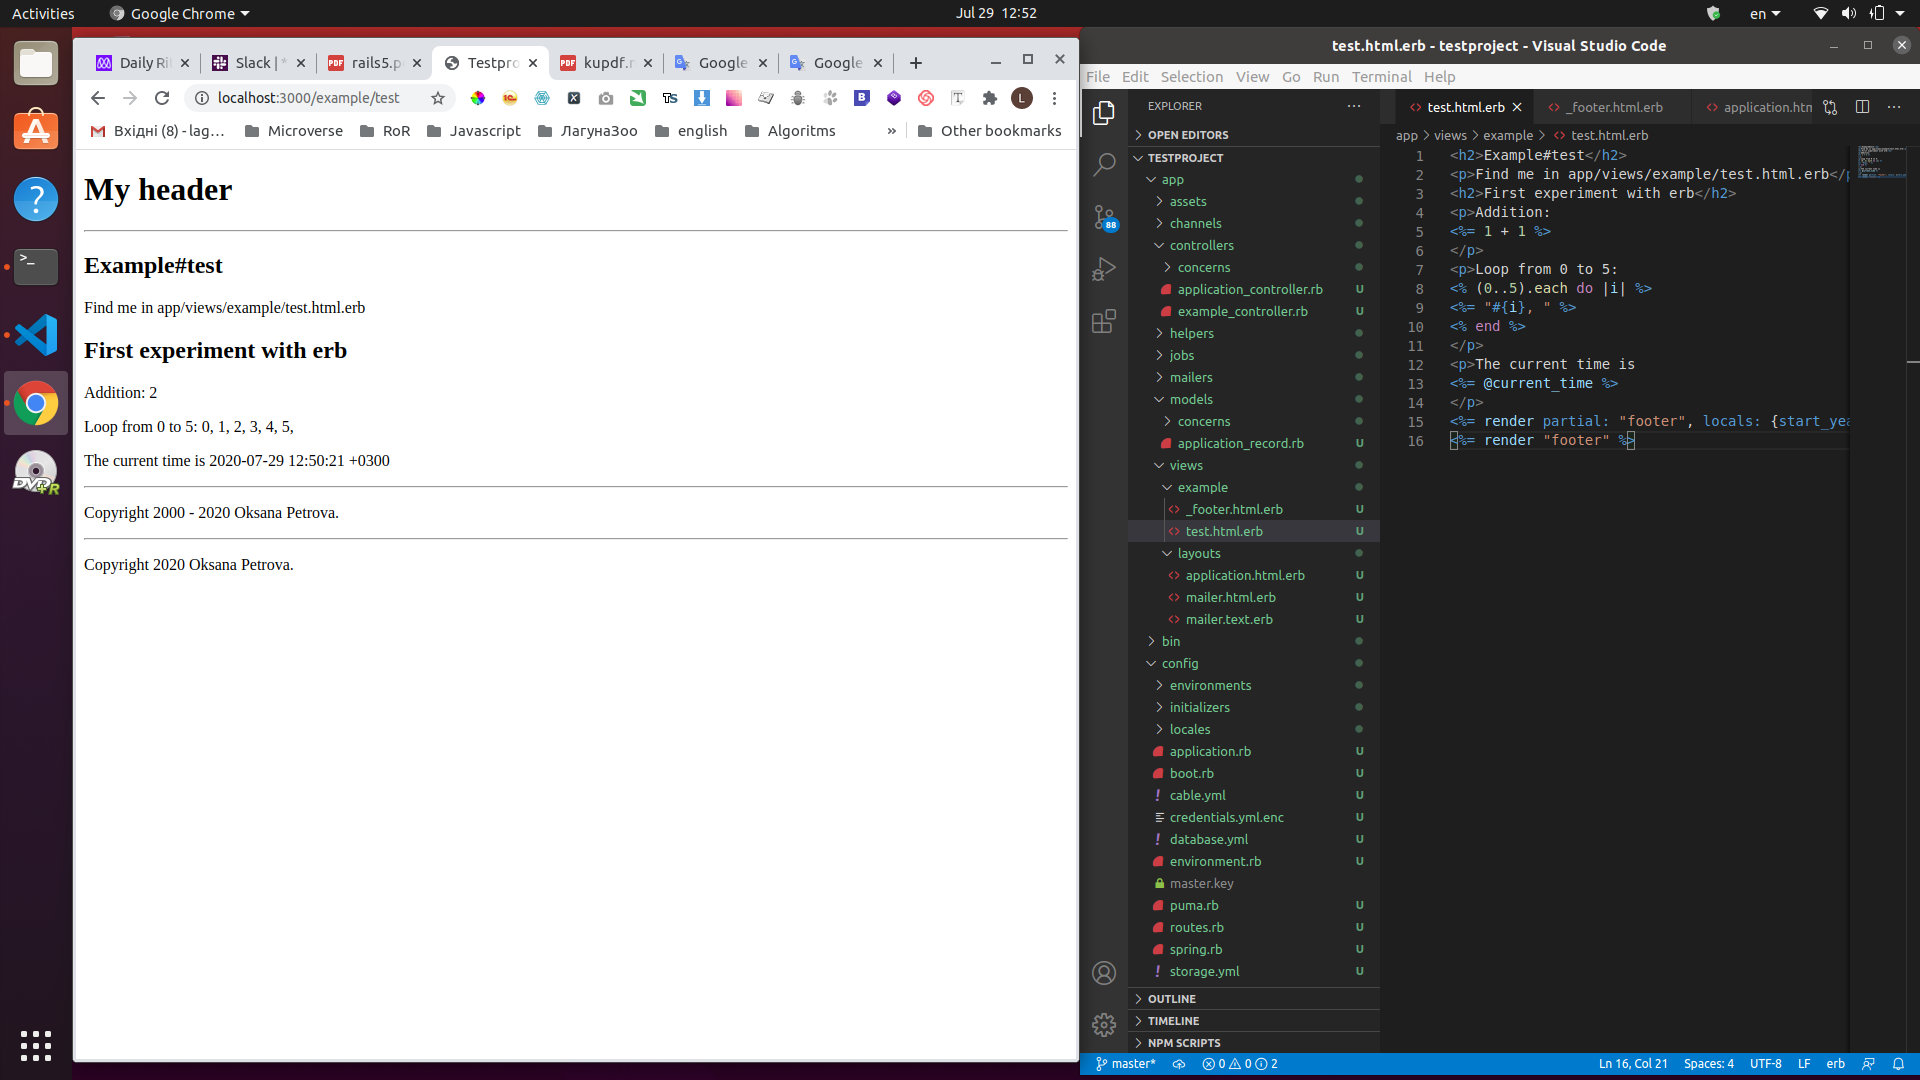 Activities
Google Chrome
Jul 29 12:52
en
Daily Ri
Slack | *
rails5.p
Testpro
kupdf.r
Google
Google
localhost:3000/example/test
L
Вхідні (8) - lag...
Microverse
RoR
Javascript
ЛагунаЗоо
english
Algoritms
»
Other bookmarks
My header
Example#test
Find me in app/views/example/test.html.erb
First experiment with erb
Addition: 2
Loop from 0 to 5: 0, 1, 2, 3, 4, 5,
The current time is 2020-07-29 12:50:21 +0300
Copyright 2000 - 2020 Oksana Petrova.
Copyright 2020 Oksana Petrova.
test.html.erb - testproject - Visual Studio Code
File Edit Selection View Go Run Terminal Help
88
EXPLORER
OPEN EDITORS
TESTPROJECT
app
assets
channels
controllers
concerns
application_controller.rb U
example_controller.rb U
helpers
jobs
mailers
models
concerns
application_record.rb U
views
example
_footer.html.erb U
test.html.erb U
layouts
application.html.erb U
mailer.html.erb U
mailer.text.erb U
bin
config
environments
initializers
locales
application.rb U
boot.rb U
cable.yml U
credentials.yml.enc U
database.yml U
environment.rb U
master.key
puma.rb U
routes.rb U
spring.rb U
storage.yml U
OUTLINE
TIMELINE
NPM SCRIPTS
test.html.erb
_footer.html.erb
application.htm
app > views > example > test.html.erb
1 <h2>Example#test</h2>
2 <p>Find me in app/views/example/test.html.erb</p
3 <h2>First experiment with erb</h2>
4 <p>Addition:
5 <%= 1 + 1 %>
6 </p>
7 <p>Loop from 0 to 5:
8 <% (0..5).each do |i| %>
9 <%= "#{i}, " %>
10 <% end %>
11 </p>
12 <p>The current time is
13 <%= @current_time %>
14 </p>
15 <%= render partial: "footer", locals: {start_yea
16 <%= render "footer" %>
master*
0 0 2
Ln 16, Col 21
Spaces: 4
UTF-8
LF
erb